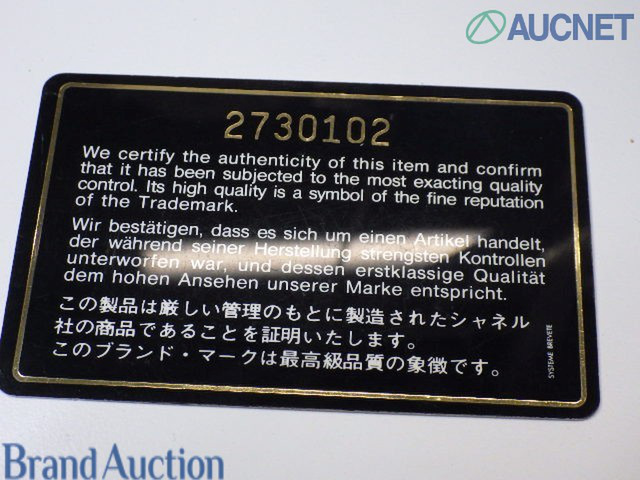 AUCNET
2730102
We certify the authenticity of this item and confirm
that it has been subjected to the most exacting quality
control. Its high quality is a symbol of the fine reputation
of the Trademark.
Wir bestätigen, dass es sich um einen Artikel handelt,
der während seiner Herstellung strengsten Kontrollen
unterworfen war, und dessen erstklassige Qualität
dem hohen Ansehen unserer Marke entspricht.
この製品は厳しい管理のもとに製造されたシャネル
社の商品であることを証明いたします。
このブランド・マークは最高級品質の象徴です。
SYSTEME BREVETE
Brand Auction